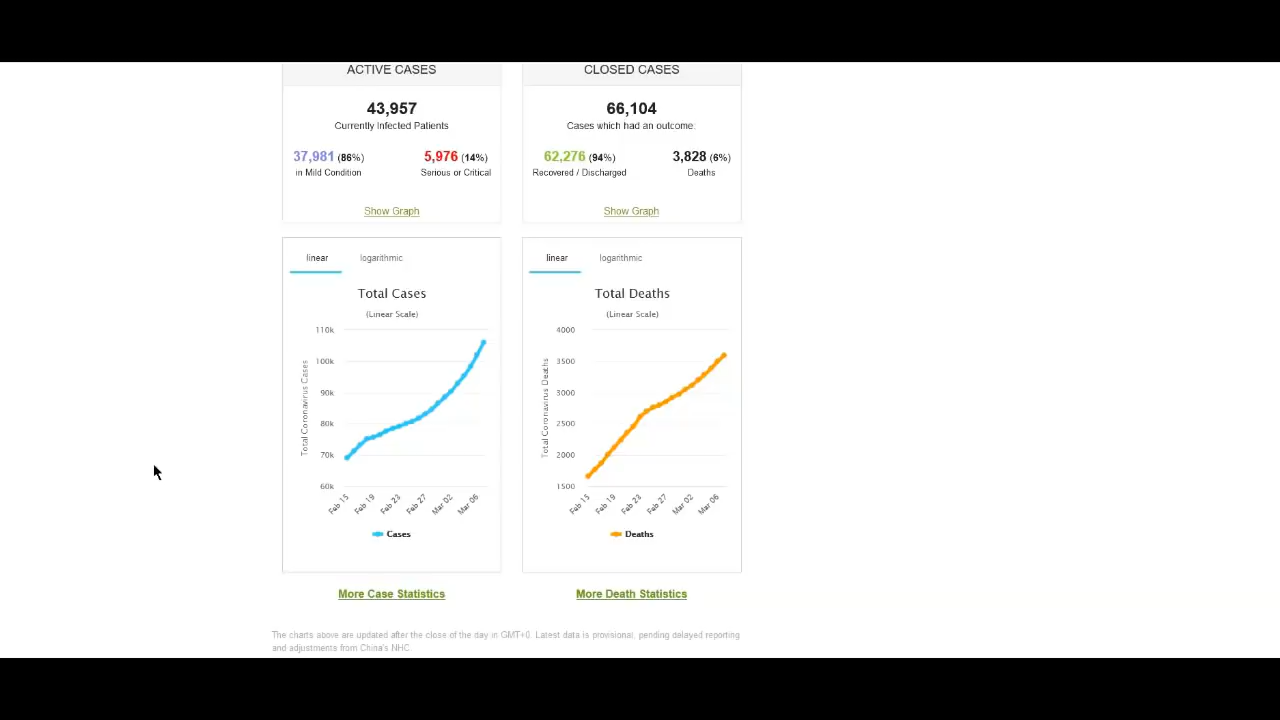 ACTIVE CASES
43,957
Currently Infected Patients
37,981 (86%)
in Mild Condition
5,976 (14%)
Serious or Critical
Show Graph
CLOSED CASES
66,104
Cases which had an outcome:
62,276 (94%)
Recovered / Discharged
3,828 (6%)
Deaths
Show Graph
linear
logarithmic
Total Cases
(Linear Scale)
Total Coronavirus Cases
110k
100k
90k
80k
70k
60k
Feb 15
Feb 19
Feb 23
Feb 27
Mar 02
Mar 06
Cases
More Case Statistics
linear
logarithmic
Total Deaths
(Linear Scale)
Total Coronavirus Deaths
4000
3500
3000
2500
2000
1500
Feb 15
Feb 19
Feb 23
Feb 27
Mar 02
Mar 06
Deaths
More Death Statistics
The charts above are updated after the close of the day in GMT+0. Latest data is provisional, pending delayed reporting
and adjustments from China's NHC.